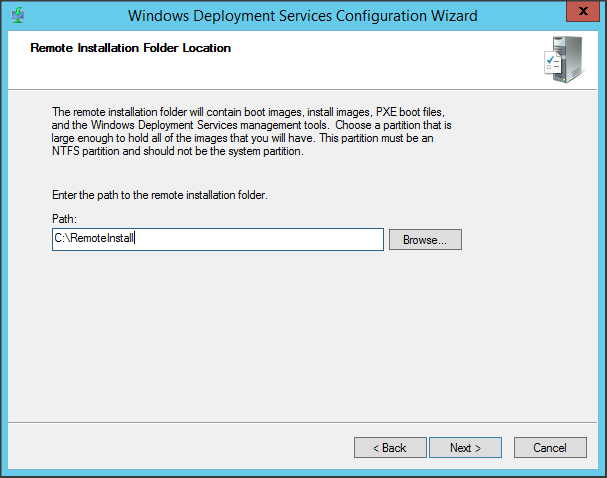 Windows Deployment Services Configuration Wizard
x
Remote Installation Folder Location
The remote installation folder will contain boot images, install images, PXE boot files,
and the Windows Deployment Services management tools. Choose a partition that is
large enough to hold all of the images that you will have. This partition must be an
NTFS partition and should not be the system partition.
Enter the path to the remote installation folder.
Path:
C:\RemoteInstall
Browse...
< Back
Next >
Cancel